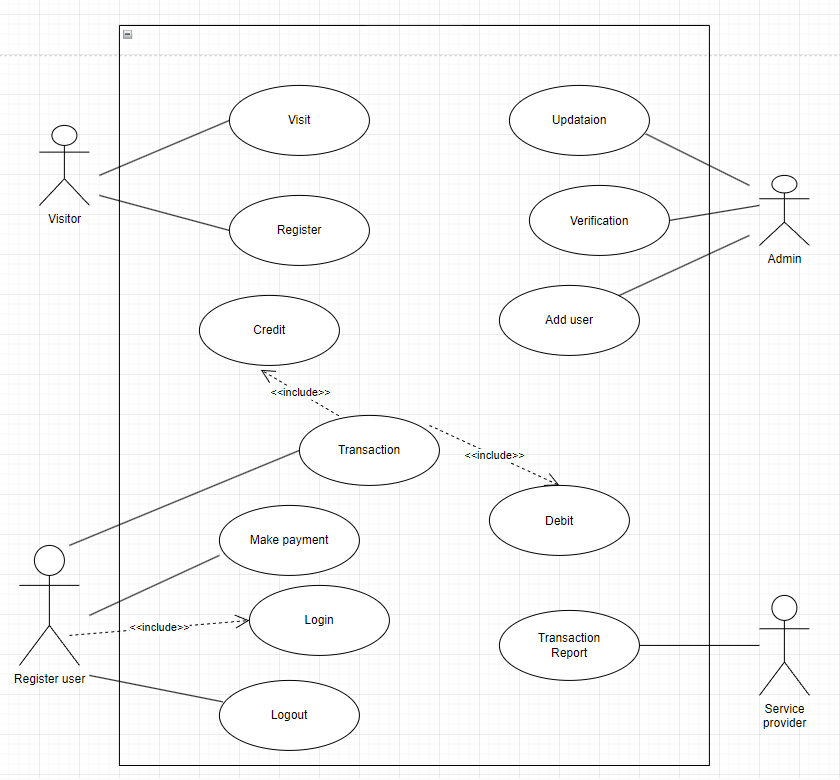 Visit
Updataion
Visitor
Verification
Register
Admin
Credit
Add user
<<include>>
Transaction
<<include>>
Debit
Make payment
Login
<<include>>
Register user
Transaction
Report
Logout
Service
provider